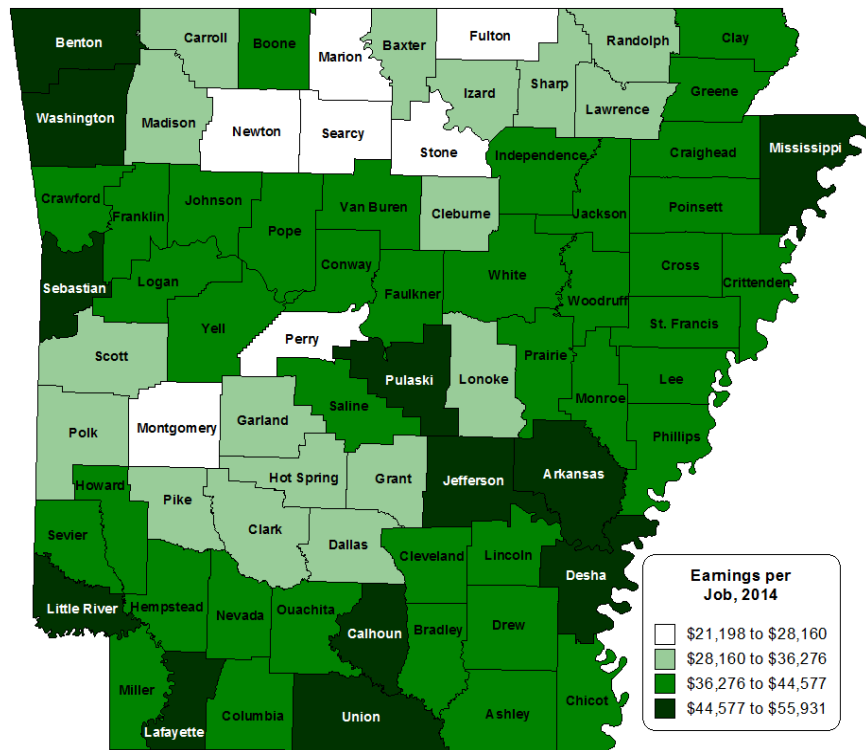 Benton
Carroll
Boone
Marion
Baxter
Fulton
Randolph
Clay
Sharp
Izard
Lawrence
Greene
Washington
Madison
Newton
Searcy
Stone
Independence
Craighead
Mississippi
Crawford
Franklin
Johnson
Pope
Van Buren
Cleburne
Jackson
Poinsett
Sebastian
Logan
Conway
Faulkner
White
Woodruff
Cross
Crittenden
Yell
Perry
St. Francis
Scott
Pulaski
Lonoke
Prairie
Monroe
Lee
Saline
Garland
Montgomery
Polk
Phillips
Hot Spring
Grant
Jefferson
Arkansas
Howard
Pike
Clark
Dallas
Sevier
Cleveland
Lincoln
Desha
Little River
Hempstead
Nevada
Ouachita
Calhoun
Bradley
Drew
Miller
Lafayette
Columbia
Union
Ashley
Chicot
Earnings per
Job, 2014
$21,198 to $28,160
$28,160 to $36,276
$36,276 to $44,577
$44,577 to $55,931